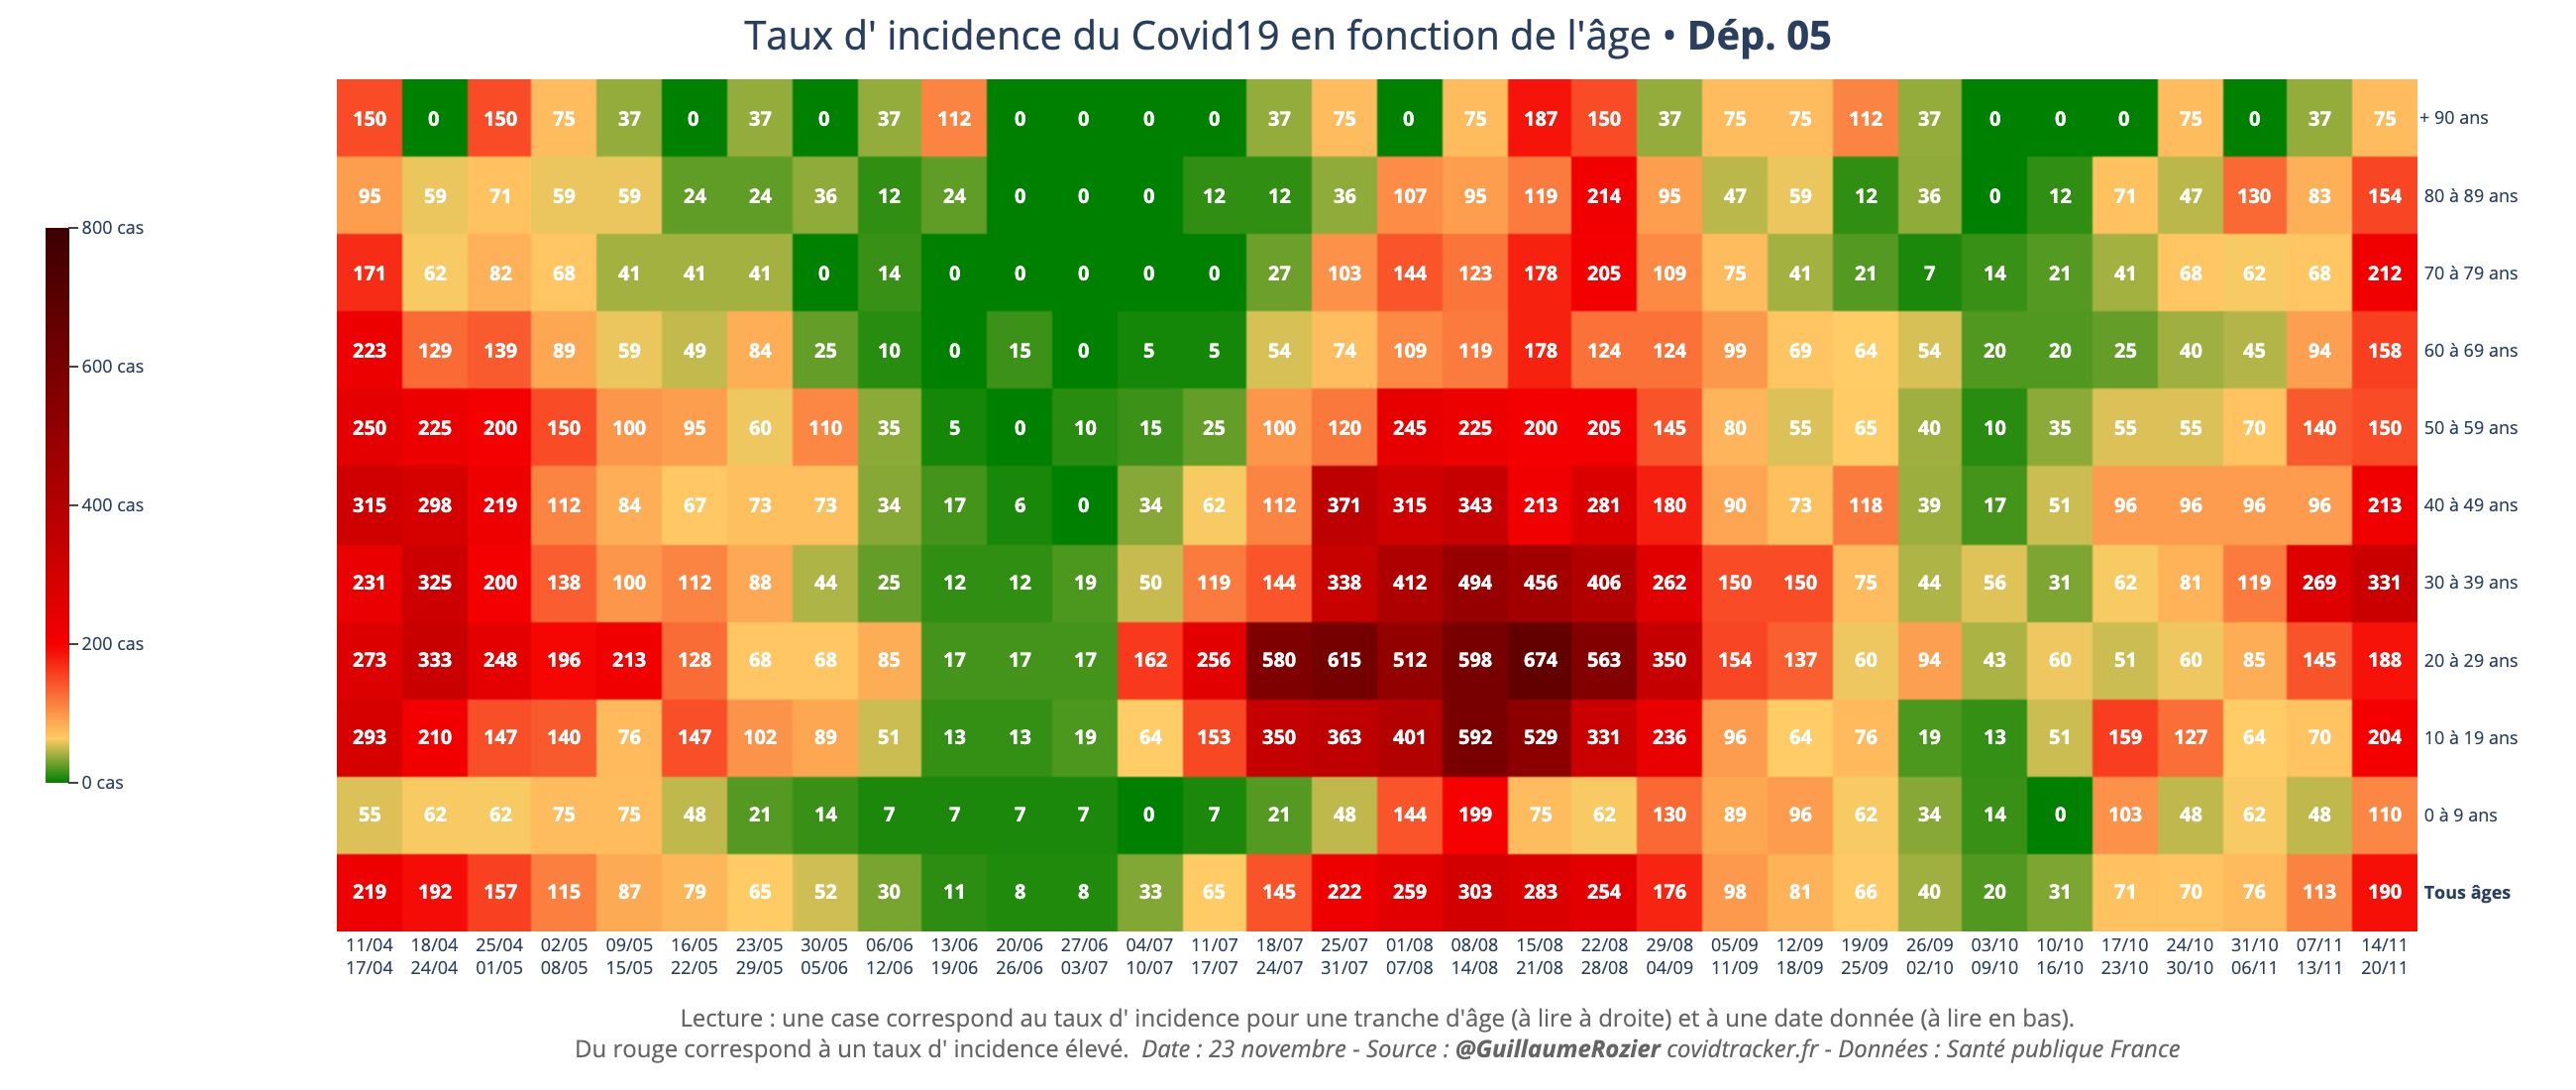 Taux d' incidence du Covid19 en fonction de l'âge • Dép. 05
150 0 150 75 37 0 37 0 37 112 0 0 0 0 37 75 0 75 187 150 37 75 75 112 37 0 0 0 75 0 37 75 + 90 ans
95 59 71 59 59 24 24 36 12 24 0 0 0 12 12 36 107 95 119 214 95 47 59 12 36 0 12 71 47 130 83 154 80 à 89 ans
800 cas
171 62 82 68 41 41 41 0 14 0 0 0 0 0 27 103 144 123 178 205 109 75 41 21 7 14 21 41 68 62 68 212 70 à 79 ans
223 129 139 89 59 49 84 25 10 0 15 0 5 5 54 74 109 119 178 124 124 99 69 64 54 20 20 25 40 45 94 158 60 à 69 ans
600 cas
250 225 200 150 100 95 60 110 35 5 0 10 15 25 100 120 245 225 200 205 145 80 55 65 40 10 35 55 55 70 140 150 50 à 59 ans
400 cas
315 298 219 112 84 67 73 73 34 17 6 0 34 62 112 371 315 343 213 281 180 90 73 118 39 17 51 96 96 96 96 213 40 à 49 ans
231 325 200 138 100 112 88 44 25 12 12 19 50 119 144 338 412 494 456 406 262 150 150 75 44 56 31 62 81 119 269 331 30 à 39 ans
200 cas
273 333 248 196 213 128 68 68 85 17 17 17 162 256 580 615 512 598 674 563 350 154 137 60 94 43 60 51 60 85 145 188 20 à 29 ans
293 210 147 140 76 147 102 89 51 13 13 19 64 153 350 363 401 592 529 331 236 96 64 76 19 13 51 159 127 64 70 204 10 à 19 ans
0 cas
55 62 62 75 75 48 21 14 7 7 7 7 0 7 21 48 144 199 75 62 130 89 96 62 34 14 0 103 48 62 48 110 0 à 9 ans
219 192 157 115 87 79 65 52 30 11 8 8 33 65 145 222 259 303 283 254 176 98 81 66 40 20 31 71 70 76 113 190 Tous âges
11/04 18/04 25/04 02/05 09/05 16/05 23/05 30/05 06/06 13/06 20/06 27/06 04/07 11/07 18/07 25/07 01/08 08/08 15/08 22/08 29/08 05/09 12/09 19/09 26/09 03/10 10/10 17/10 24/10 31/10 07/11 14/11
17/04 24/04 01/05 08/05 15/05 22/05 29/05 05/06 12/06 19/06 26/06 03/07 10/07 17/07 24/07 31/07 07/08 14/08 21/08 28/08 04/09 11/09 18/09 25/09 02/10 09/10 16/10 23/10 30/10 06/11 13/11 20/11
Lecture : une case correspond au taux d' incidence pour une tranche d'âge (à lire à droite) et à une date donnée (à lire en bas).
Du rouge correspond à un taux d' incidence élevé. Date : 23 novembre - Source : @GuillaumeRozier covidtracker.fr - Données : Santé publique France